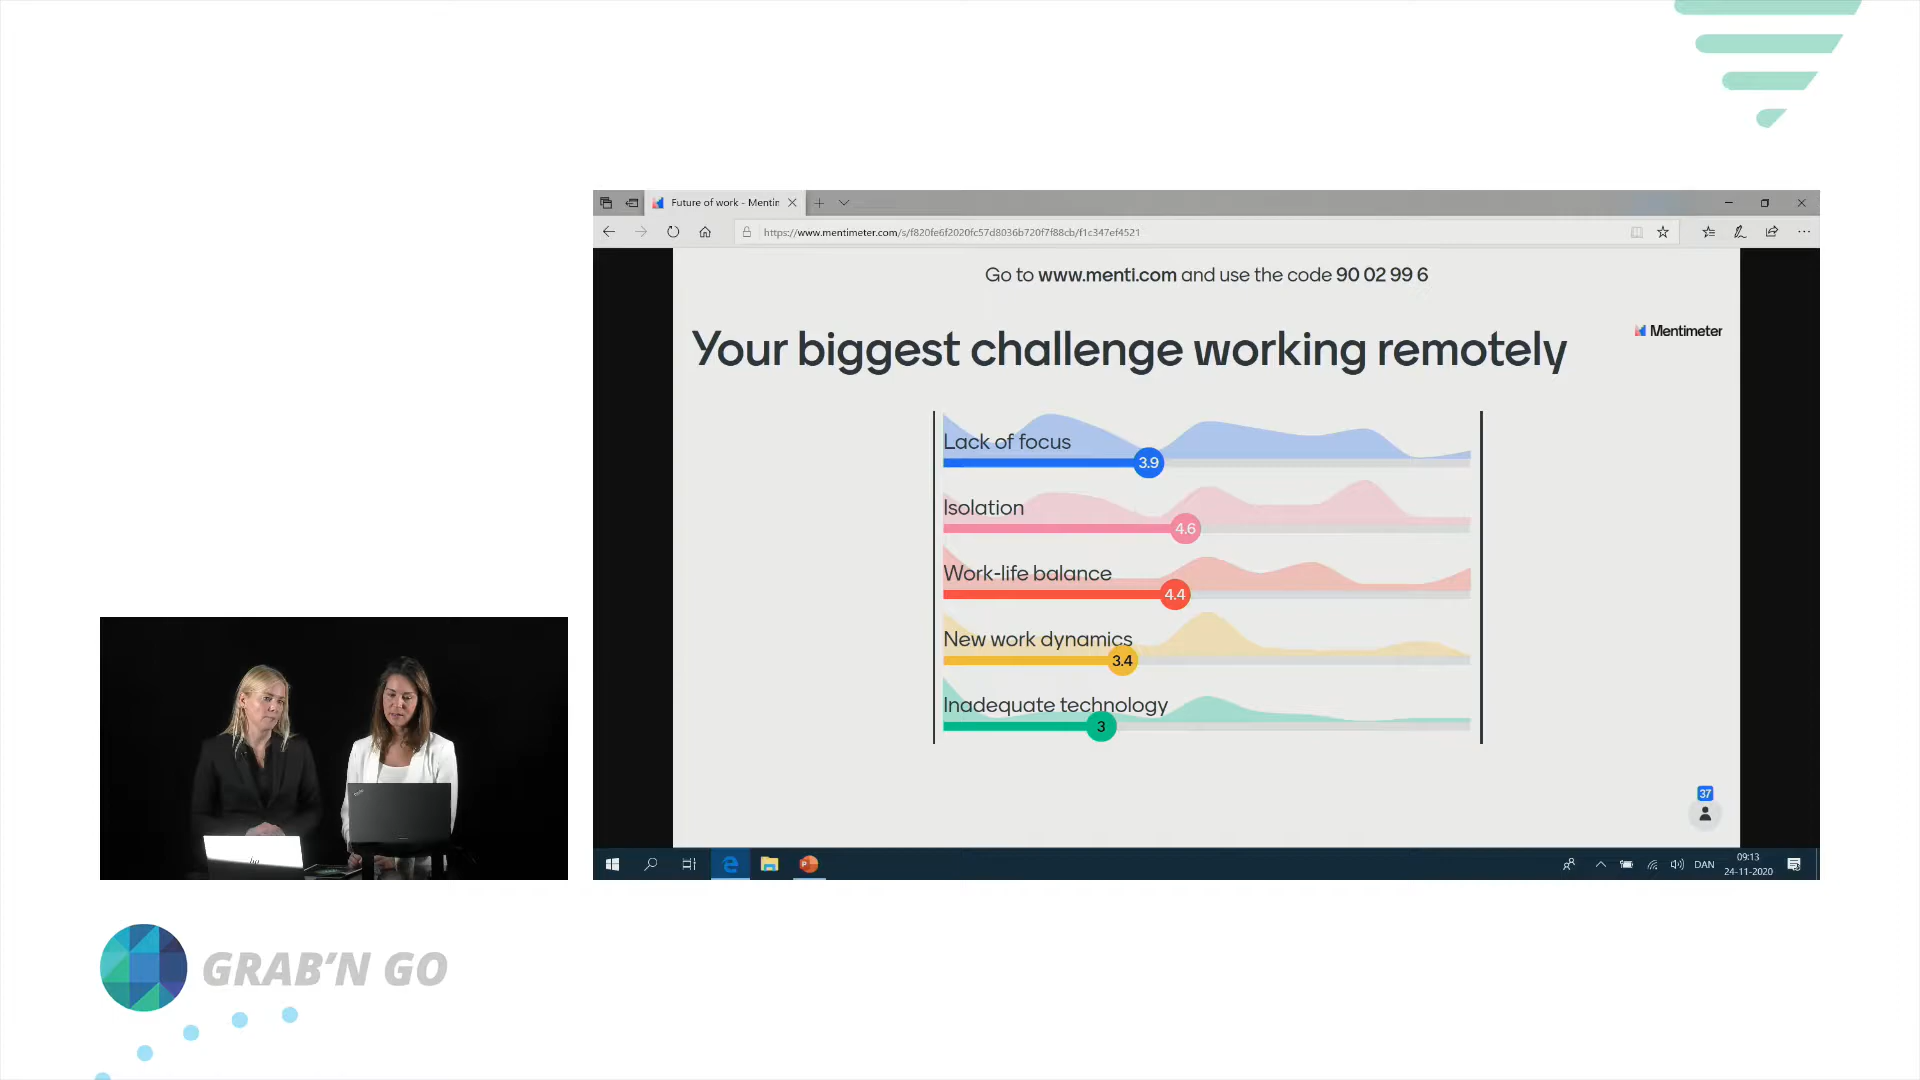 Future of work - Mentin
https://www.mentimeter.com/s/f820fe6f2020fc57d8036b720f7f88cb/f1c347ef4521
Go to www.menti.com and use the code 90 02 99 6
Mentimeter
Your biggest challenge working remotely
Lack of focus
3.9
Isolation
4.6
Work-life balance
4.4
New work dynamics
3.4
Inadequate technology
3
37
DAN
09:13
24-11-2020
GRAB'N GO